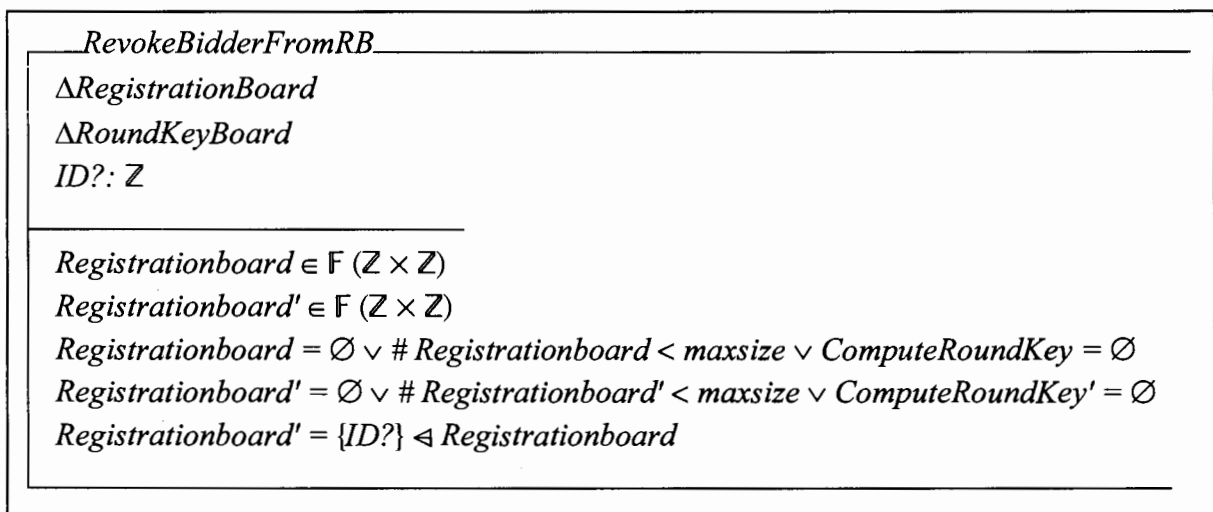 RevokeBidderFromRB
ΔRegistrationBoard
ΔRoundKeyBoard
ID?: ℤ
Registrationboard ∈ 𝔽 (ℤ × ℤ)
Registrationboard' ∈ 𝔽 (ℤ × ℤ)
Registrationboard = ∅ ∨ # Registrationboard < maxsize ∨ ComputeRoundKey = ∅
Registrationboard' = ∅ ∨ # Registrationboard' < maxsize ∨ ComputeRoundKey' = ∅
Registrationboard' = {ID?} ⩤ Registrationboard